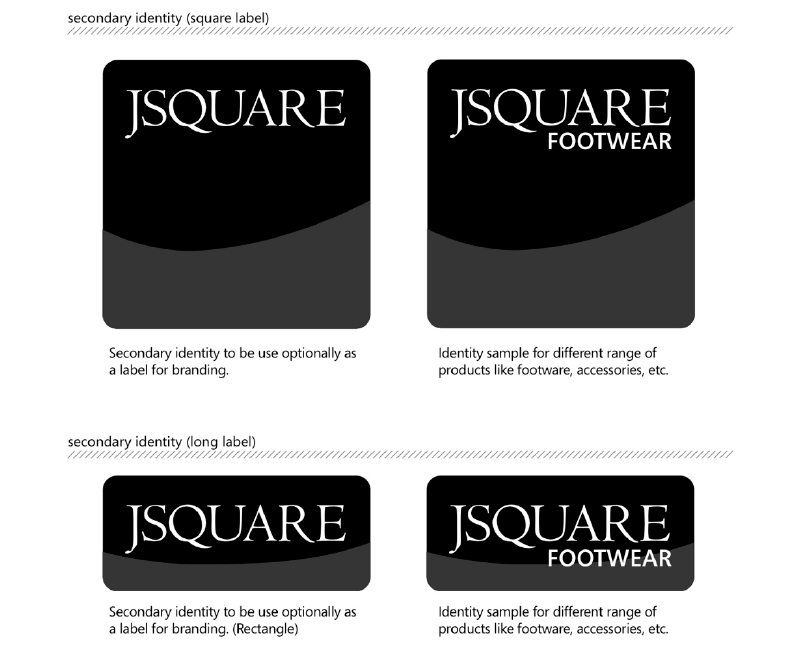 secondary identity (square label)
JSQUARE
JSQUARE
FOOTWEAR
Secondary identity to be use optionally as
a label for branding.
Identity sample for different range of
products like footware, accessories, etc.
secondary identity (long label)
JSQUARE
JSQUARE
FOOTWEAR
Secondary identity to be use optionally as
a label for branding. (Rectangle)
Identity sample for different range of
products like footware, accessories, etc.